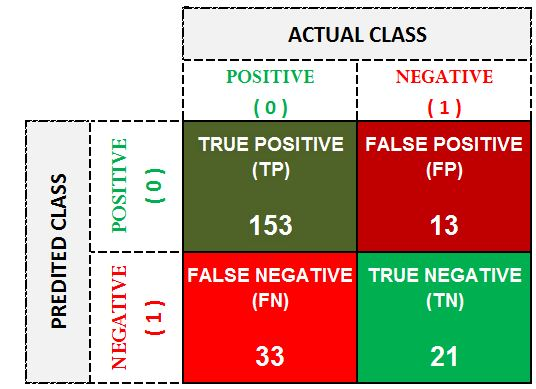 ACTUAL CLASS
POSITIVE
( 0 )
NEGATIVE
( 1 )
PREDITED CLASS
POSITIVE
( 0 )
TRUE POSITIVE
(TP)
153
FALSE POSITIVE
(FP)
13
NEGATIVE
( 1 )
FALSE NEGATIVE
(FN)
33
TRUE NEGATIVE
(TN)
21